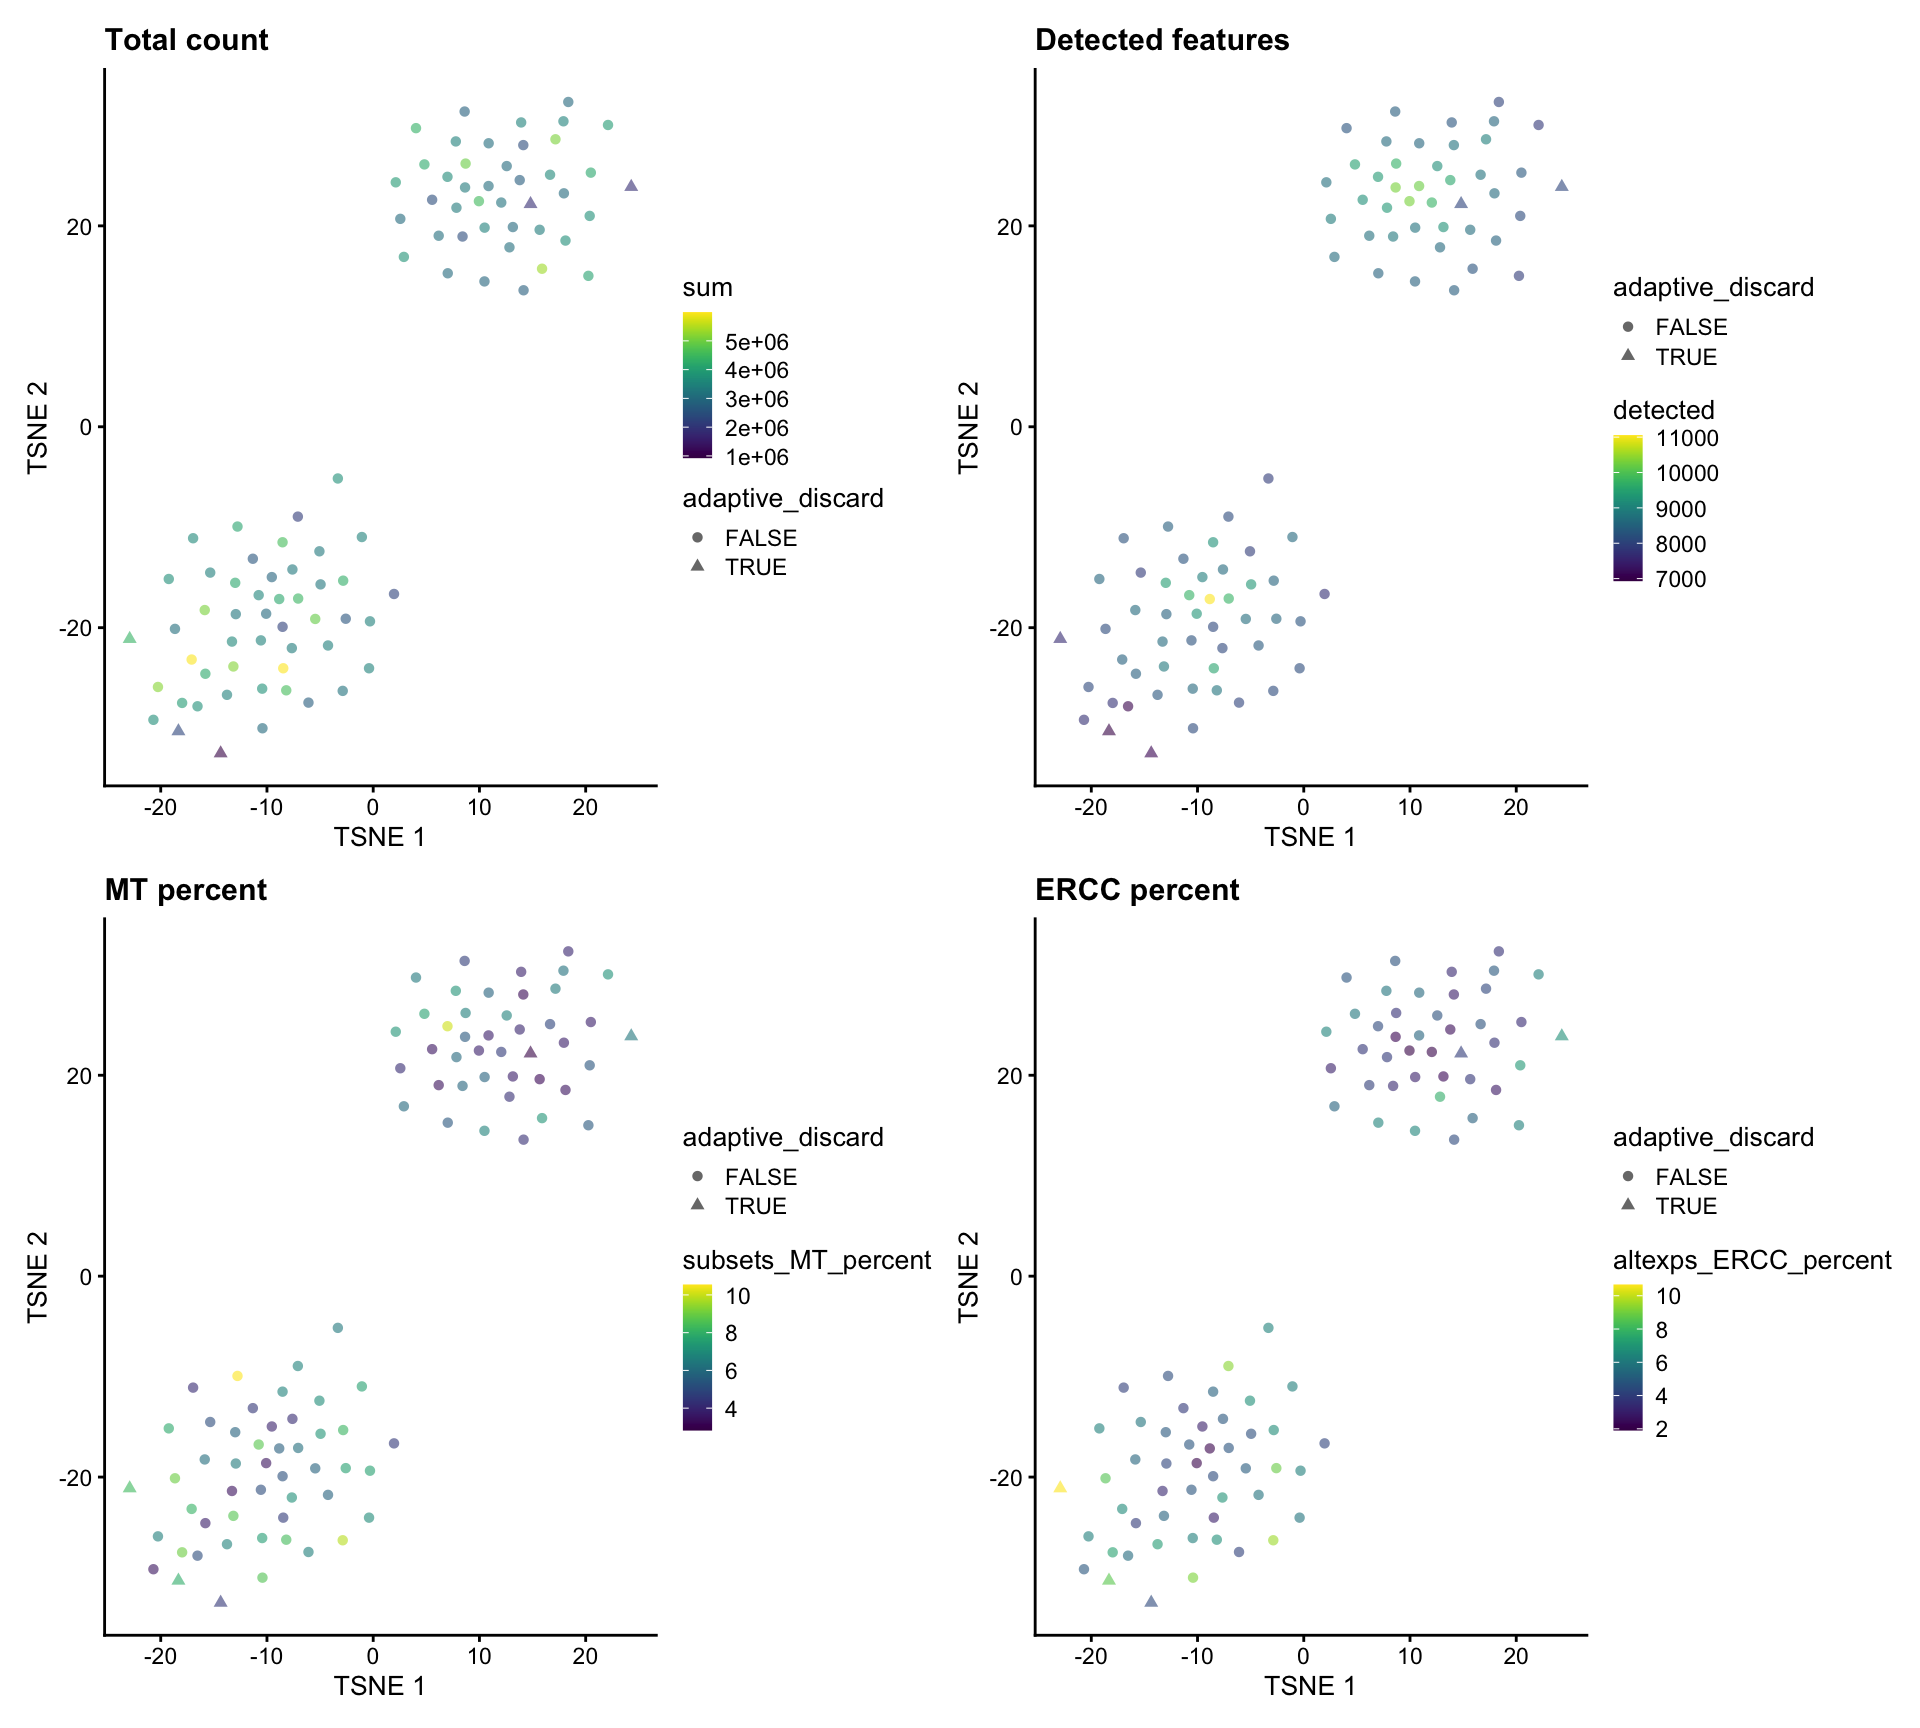 Total count
TSNE 2
20
0
-20
-20
-10
0
10
20
TSNE 1
sum
5e+06
4e+06
3e+06
2e+06
1e+06
adaptive_discard
FALSE
TRUE
Detected features
TSNE 2
20
0
-20
-20
-10
0
10
20
TSNE 1
adaptive_discard
FALSE
TRUE
detected
11000
10000
9000
8000
7000
MT percent
TSNE 2
20
0
-20
-20
-10
0
10
20
TSNE 1
adaptive_discard
FALSE
TRUE
subsets_MT_percent
10
8
6
4
ERCC percent
TSNE 2
20
0
-20
-20
-10
0
10
20
TSNE 1
adaptive_discard
FALSE
TRUE
altexps_ERCC_percent
10
8
6
4
2